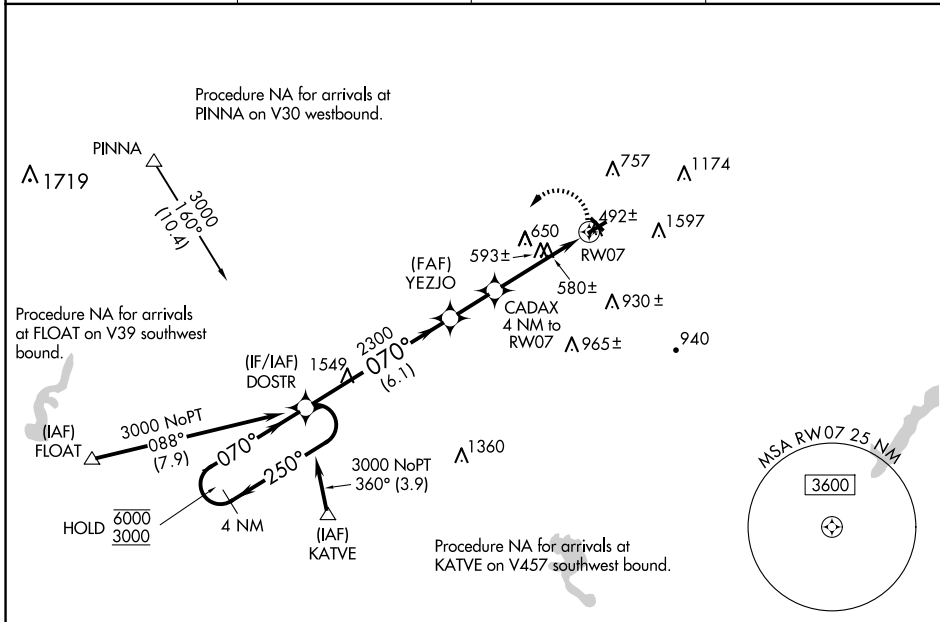 Procedure NA for arrivals at
PINNA on V30 westbound.
PINNA
1719
3000
160°
(10.4)
757
1174
492±
1597
650
593±
RW07
580±
(FAF)
YEZJO
CADAX
4 NM to
RW07
930 ±
965±
940
Procedure NA for arrivals
at FLOAT on V39 southwest
bound.
(IF/IAF)
DOSTR
1549
2300
070°
(6.1)
(IAF)
FLOAT
3000 NoPT
088°
(7.9)
070°
250°
HOLD
6000
3000
4 NM
3000 NoPT
360° (3.9)
(IAF)
KATVE
1360
Procedure NA for arrivals at
KATVE on V457 southwest bound.
MSA RW07 25 NM
3600